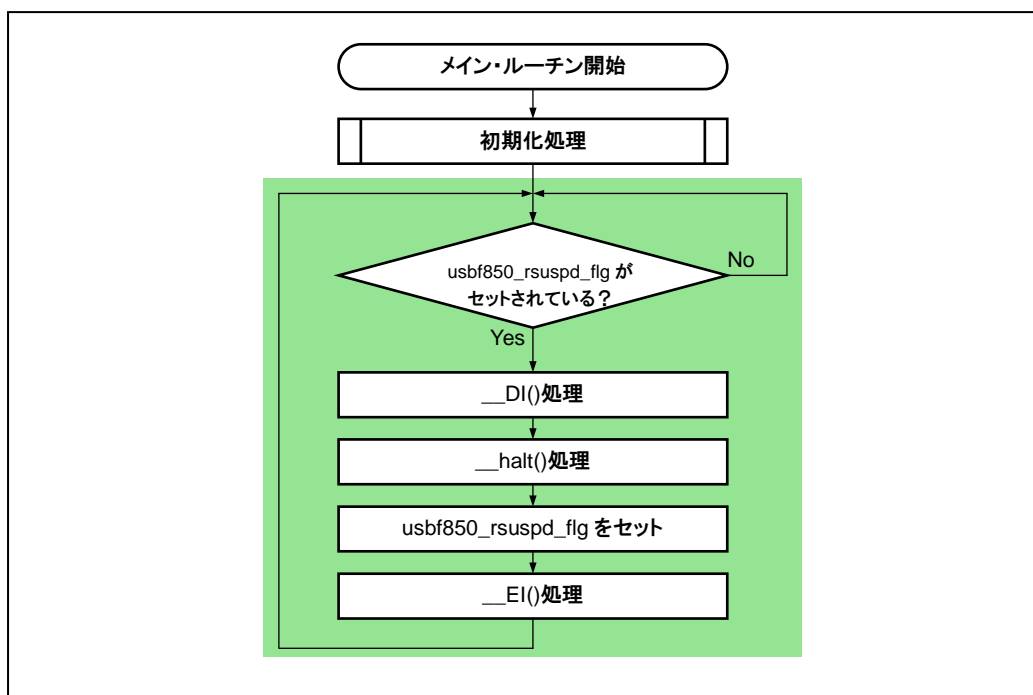 メイン・ルーチン開始
初期化処理
usbf850_rsuspd_flg が
セットされている？
No
Yes
__DI()処理
__halt()処理
usbf850_rsuspd_flg をセット
__EI()処理